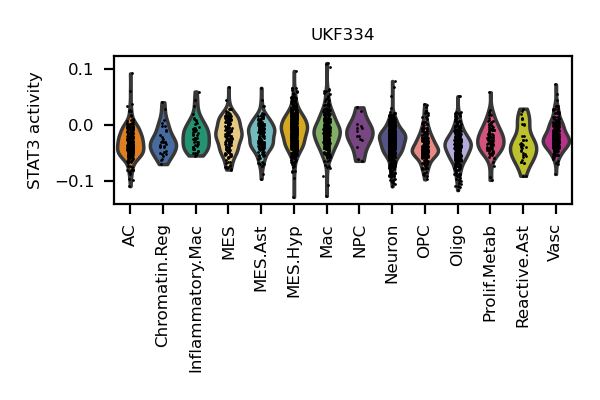 UKF334
STAT3 activity
0.1
0.0
−0.1
AC
Chromatin.Reg
Inflammatory.Mac
MES
MES.Ast
MES.Hyp
Mac
NPC
Neuron
OPC
Oligo
Prolif.Metab
Reactive.Ast
Vasc